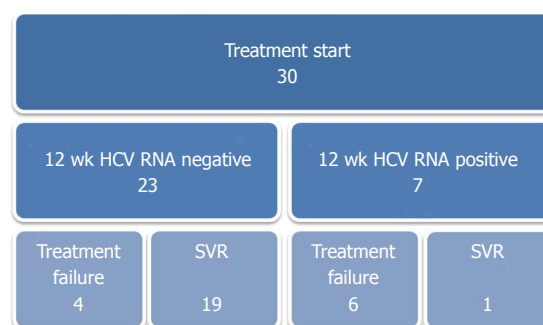 Treatment start
30
12 wk HCV RNA negative
23
12 wk HCV RNA positive
7
Treatment
failure
4
SVR
19
Treatment
failure
6
SVR
1